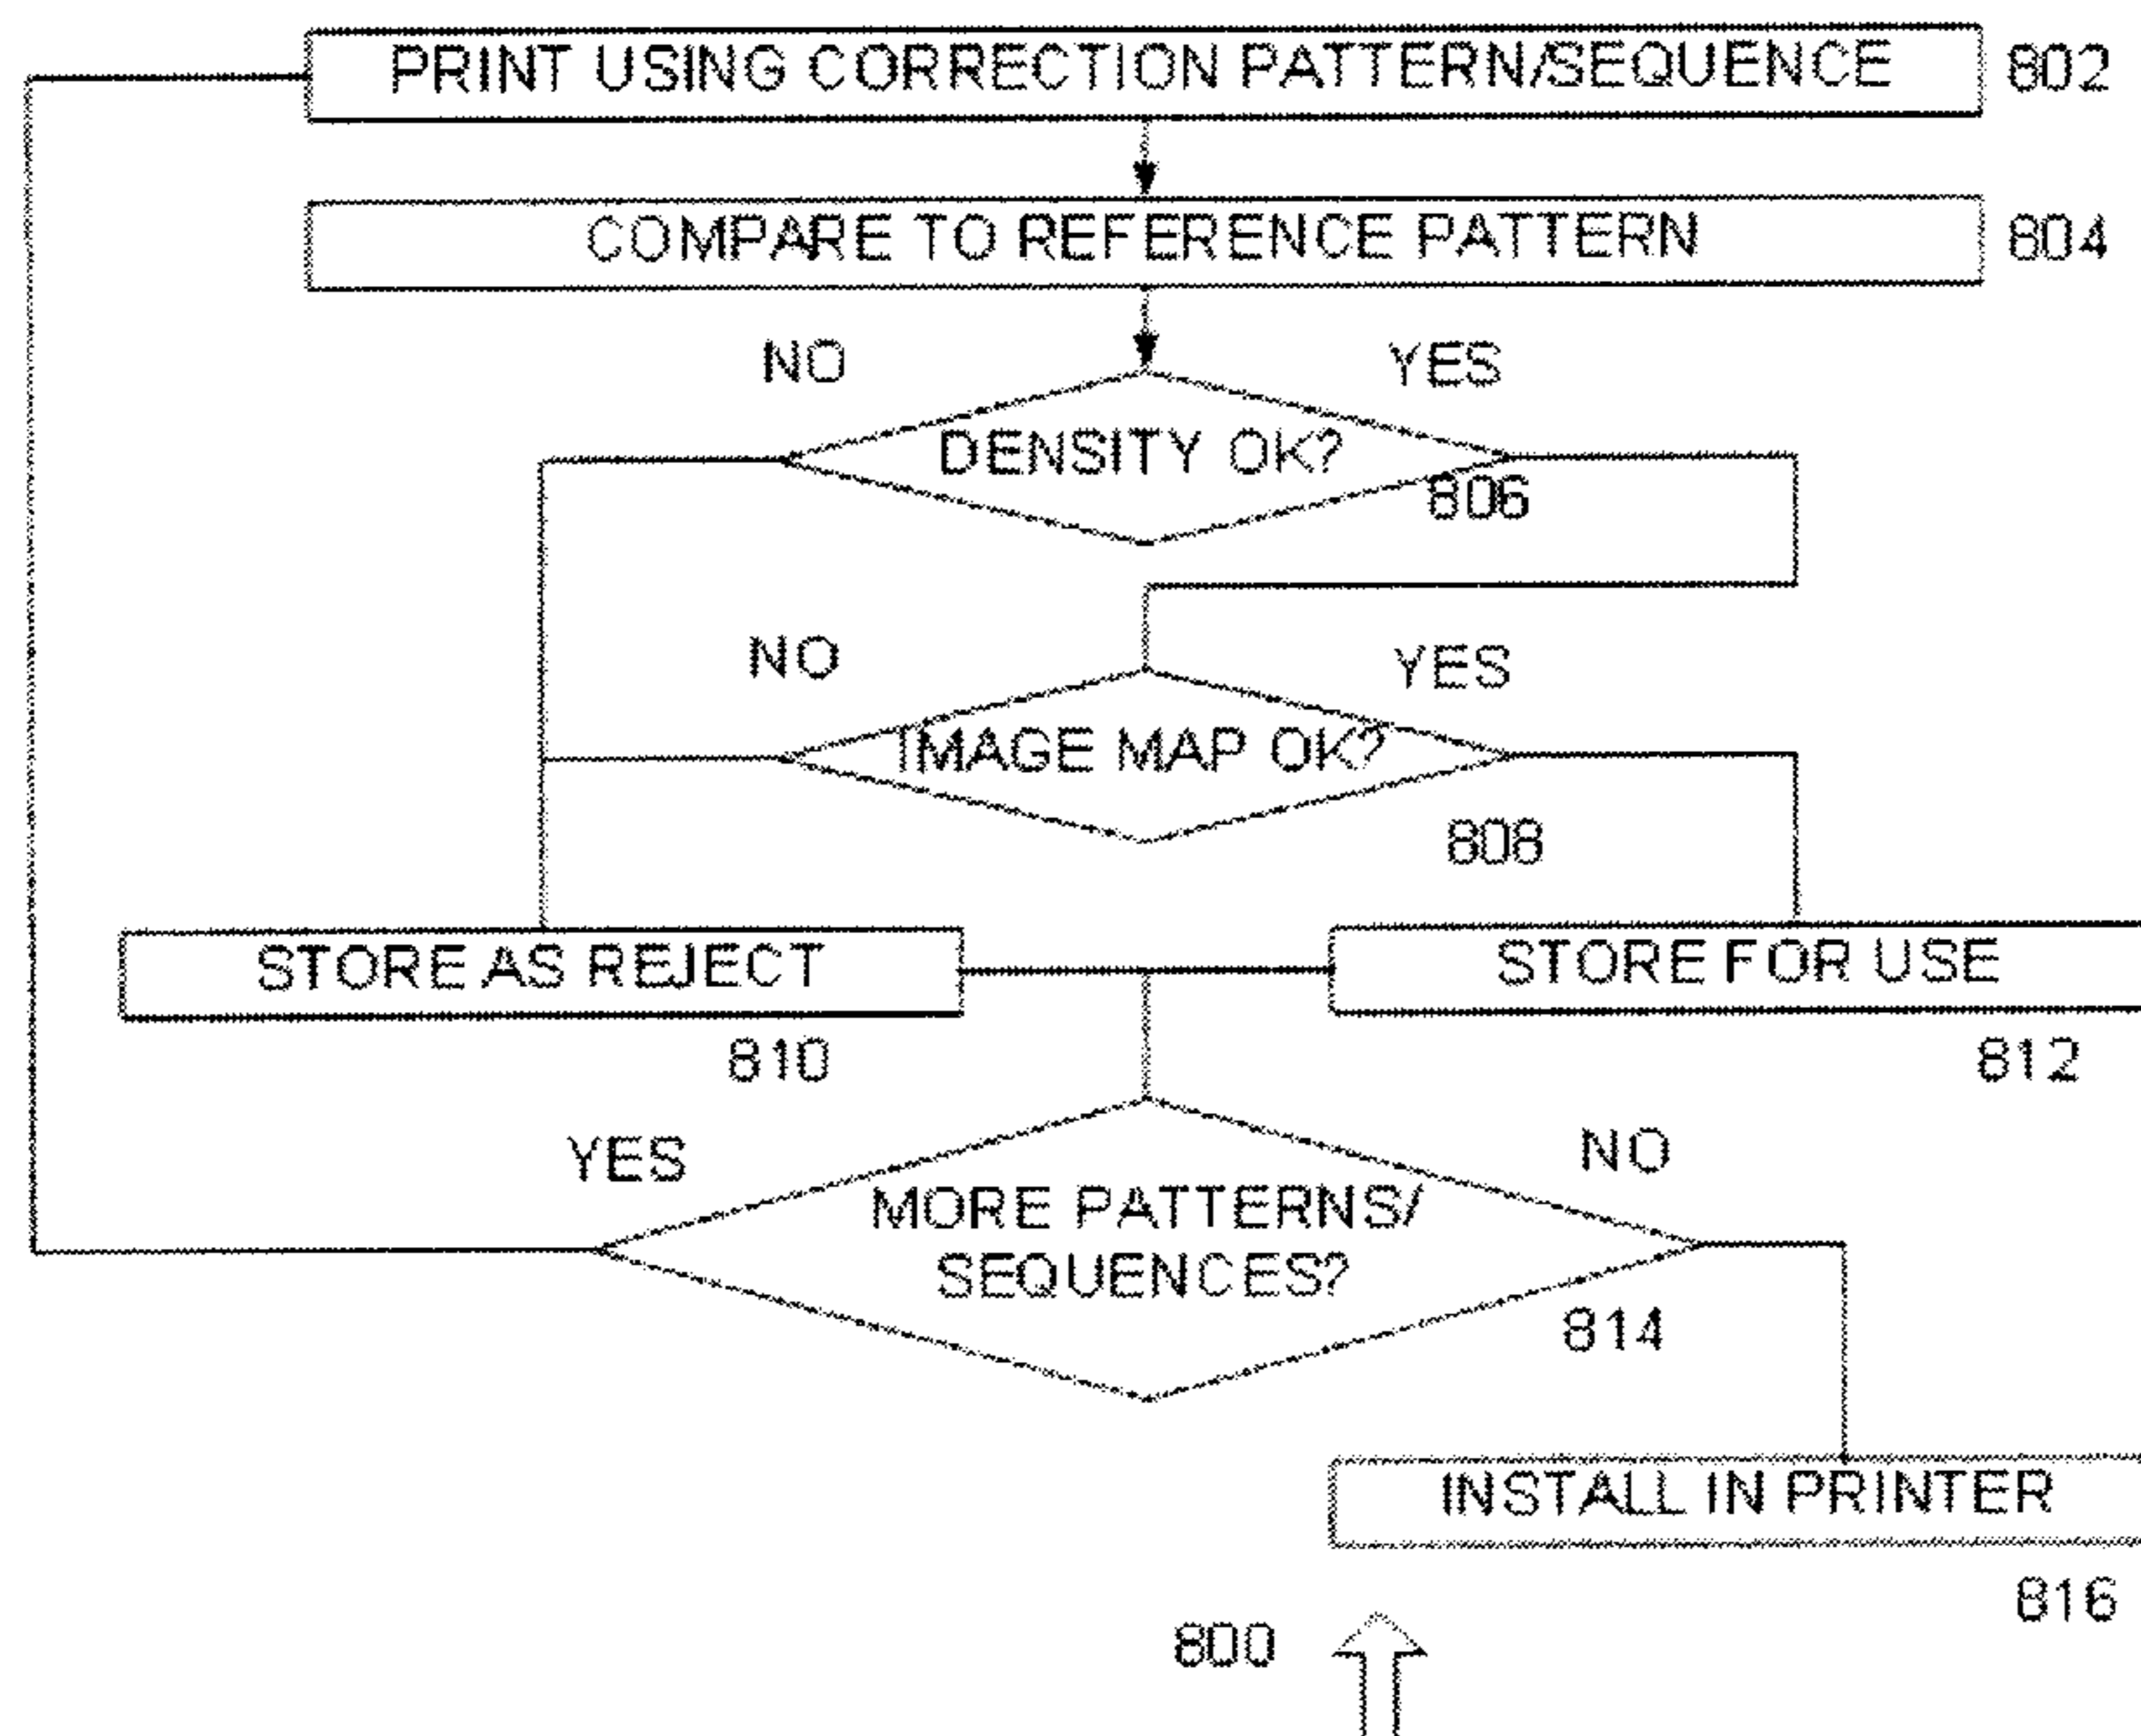 PRINT USING CORRECTION PATTERN/SEQUENCE 802
COMPARE TO REFERENCE PATTERN 804
NO YES
DENSITY OK?
806
NO YES
IMAGE MAP OK?
808
STORE AS REJECT STORE FOR USE
810 812
YES NO
MORE PATTERNS/
SEQUENCES?
814
INSTALL IN PRINTER
816
800